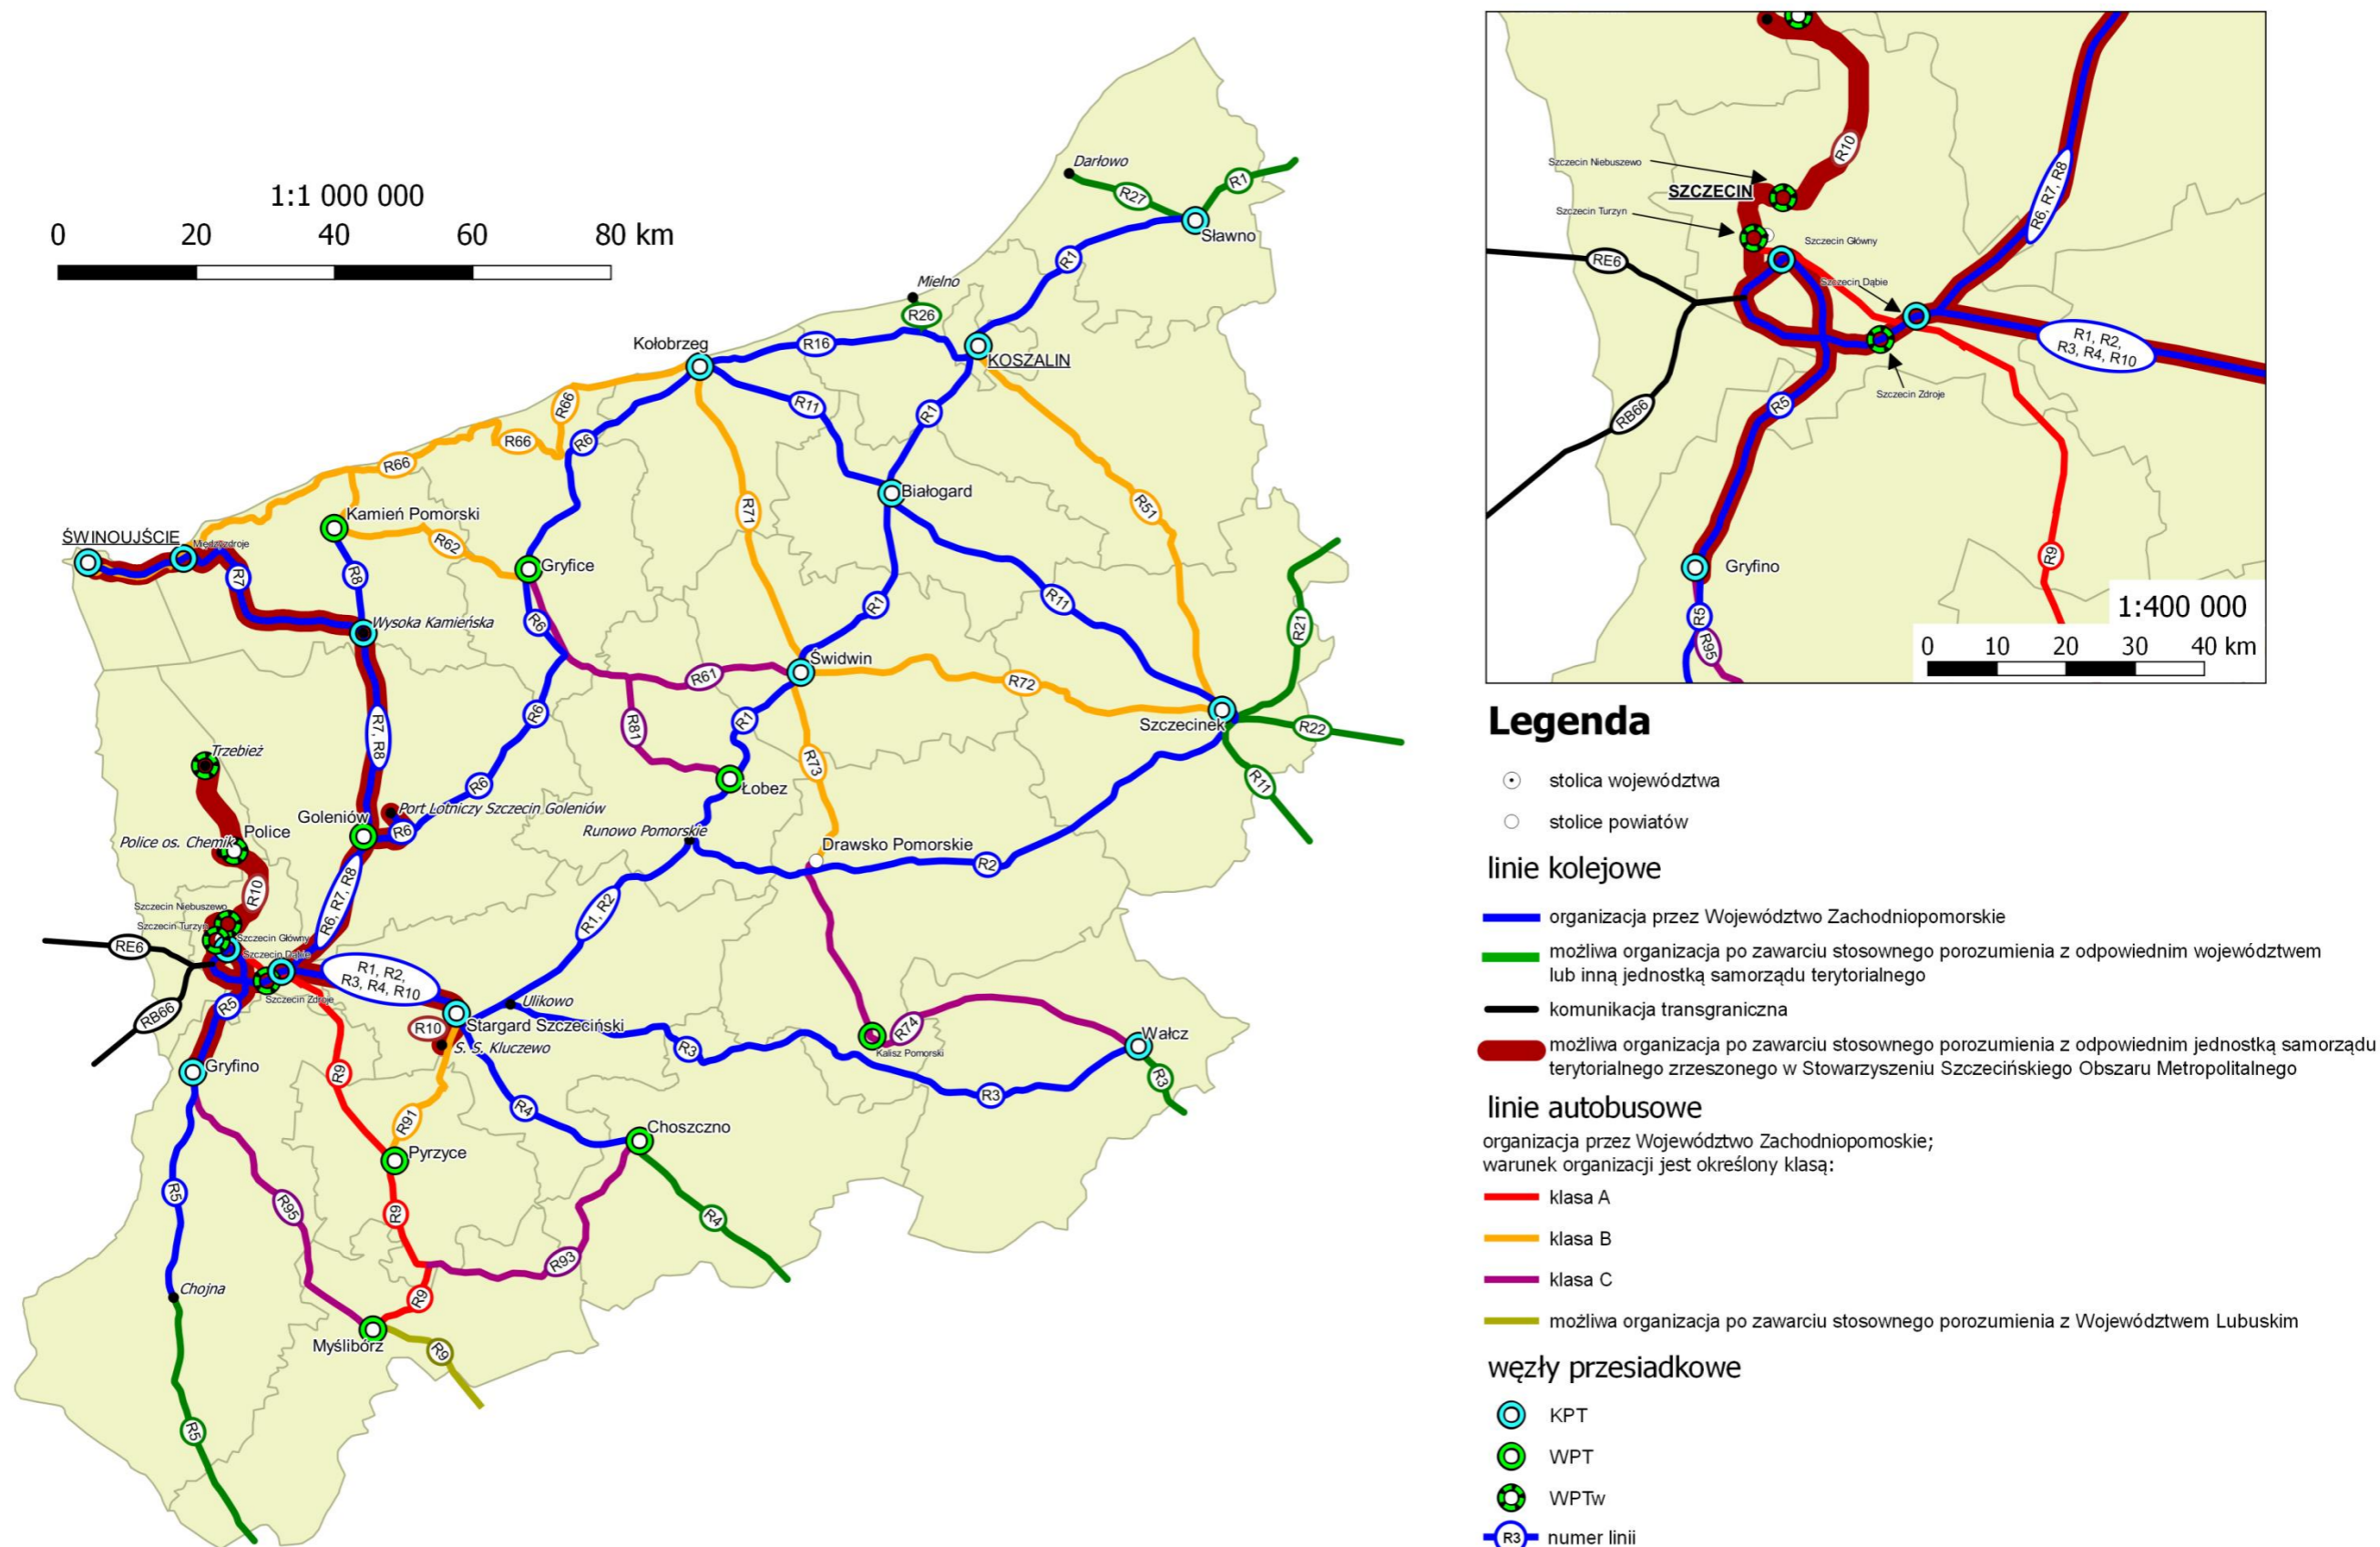 1:1 000 000
0 20 40 60 80 km
Darłowo
R27
R1
Sławno
R1
Mielno
R26
Kołobrzeg
R16
KOSZALIN
R66
R11
R1
R6
R66
R66
R71
R51
Białogard
Kamień Pomorski
R62
ŚWINOUJŚCIE
Międzyzdroje
R7
R8
Gryfice
R1
R11
R21
R6
Wysoka Kamieńska
Świdwin
R61
R72
R7, R8
R6
R81
R1
Szczecinek
R22
Trzebież
R73
R6
Łobez
R11
Port Lotniczy Szczecin Goleniów
Goleniów
R6
Police
Police os. Chemik
Runowo Pomorskie
Drawsko Pomorskie
R2
R10
R6, R7, R8
Szczecin Niebuszewo
Szczecin Turzyn
Szczecin Główny
Szczecin Dąbie
RE6
R1, R2,
R3, R4, R10
R1, R2
Szczecin Zdroje
R5
RB66
Ulikowo
Stargard Szczeciński
R10
S. S. Kluczewo
R3
Kalisz Pomorski
R74
Wałcz
R3
R3
Gryfino
R9
R4
R91
Choszczno
Pyrzyce
R5
R95
R9
R4
R93
Chojna
R9
Myślibórz
R9
R5
R10
Szczecin Niebuszewo
SZCZECIN
Szczecin Turzyn
Szczecin Główny
R6, R7, R8
RE6
Szczecin Dąbie
R1, R2,
R3, R4, R10
Szczecin Zdroje
R5
RB66
R9
Gryfino
R5
R95
1:400 000
0 10 20 30 40 km
Legenda
stolica województwa
stolice powiatów
linie kolejowe
organizacja przez Województwo Zachodniopomorskie
możliwa organizacja po zawarciu stosownego porozumienia z odpowiednim województwem
lub inną jednostką samorządu terytorialnego
komunikacja transgraniczna
możliwa organizacja po zawarciu stosownego porozumienia z odpowiednim jednostką samorządu
terytorialnego zrzeszonego w Stowarzyszeniu Szczecińskiego Obszaru Metropolitalnego
linie autobusowe
organizacja przez Województwo Zachodniopomoskie;
warunek organizacji jest określony klasą:
klasa A
klasa B
klasa C
możliwa organizacja po zawarciu stosownego porozumienia z Województwem Lubuskim
węzły przesiadkowe
KPT
WPT
WPTw
R3 numer linii